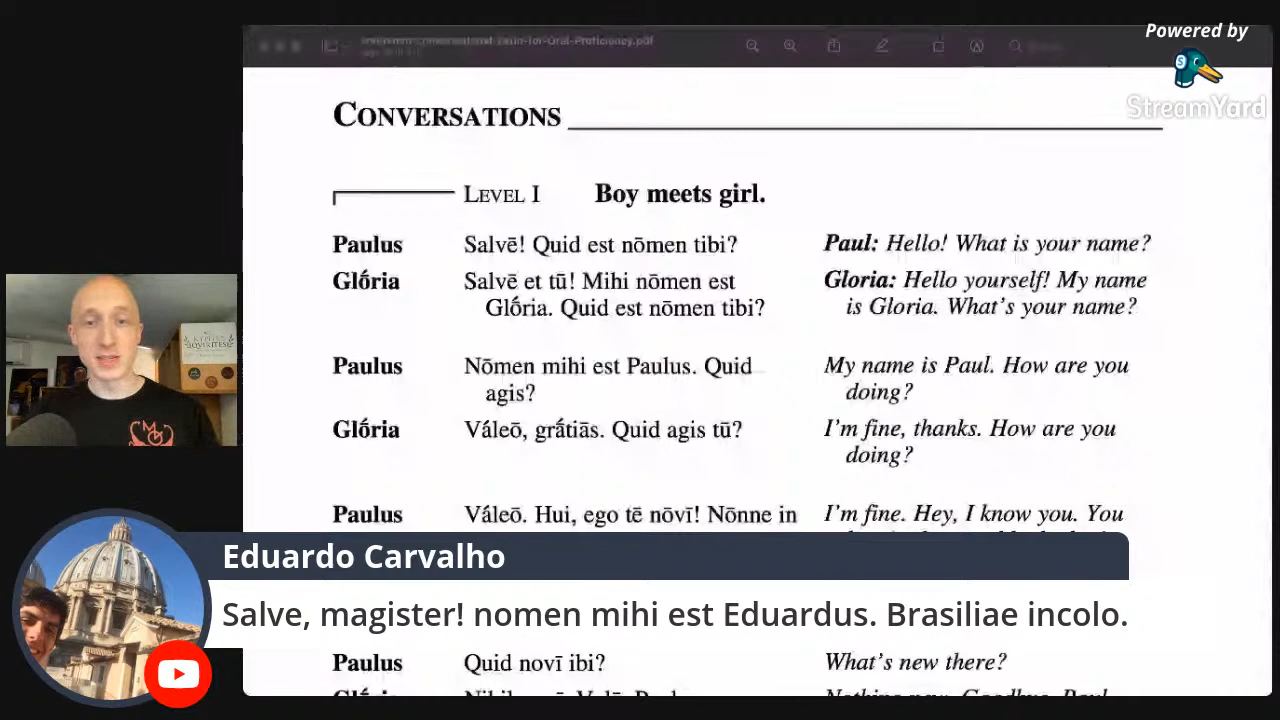 Powered by
StreamYard
-for-Oral-Proficiency.pdf
CONVERSATIONS
LEVEL I Boy meets girl.
Paulus Salvē! Quid est nōmen tibi? Paul: Hello! What is your name?
Glṓria Salvē et tū! Mihi nōmen est Gloria: Hello yourself! My name
Glṓria. Quid est nōmen tibi? is Gloria. What's your name?
Paulus Nōmen mihi est Paulus. Quid My name is Paul. How are you
agis? doing?
Glṓria Váleō, grā́tiās. Quid agis tū? I'm fine, thanks. How are you
doing?
Paulus Váleō. Hui, ego tē nōvī! Nōnne in I'm fine. Hey, I know you. You
Eduardo Carvalho
Salve, magister! nomen mihi est Eduardus. Brasiliae incolo.
Paulus Quid novī ibi? What's new there?